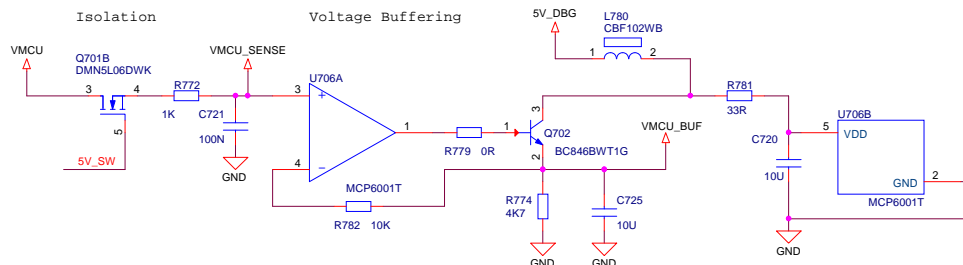 Isolation
Voltage Buffering
5V_DBG
L780
CBF102WB
1
2
VMCU
Q701B
DMN5L06DWK
VMCU_SENSE
3
4
R772
1K
C721
100N
5
5V_SW
GND
U706A
3
+
4
−
1
MCP6001T
R782
10K
R779
0R
1
3
Q702
BC846BWT1G
2
VMCU_BUF
R774
4K7
C725
10U
GND
GND
R781
33R
C720
10U
GND
U706B
5
VDD
GND
2
MCP6001T